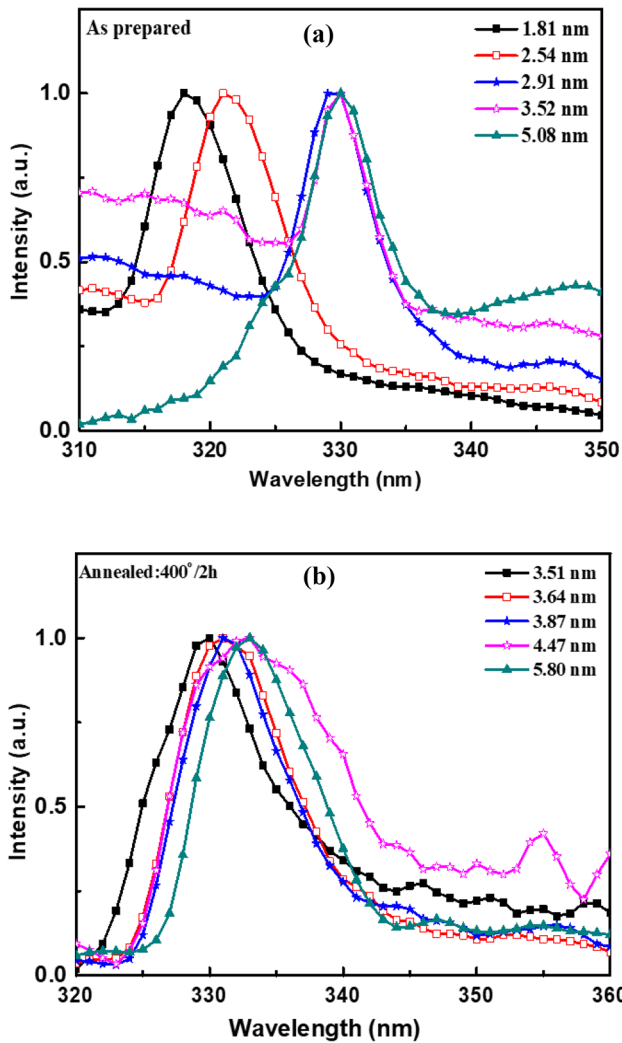 As prepared
(a)
1.81 nm
2.54 nm
2.91 nm
3.52 nm
5.08 nm
1.0
0.5
0.0
Intensity (a.u.)
310 320 330 340 350
Wavelength (nm)
Annealed:400°/2h
(b)
3.51 nm
3.64 nm
3.87 nm
4.47 nm
5.80 nm
1.0
0.5
0.0
Intensity (a.u.)
320 330 340 350 360
Wavelength (nm)